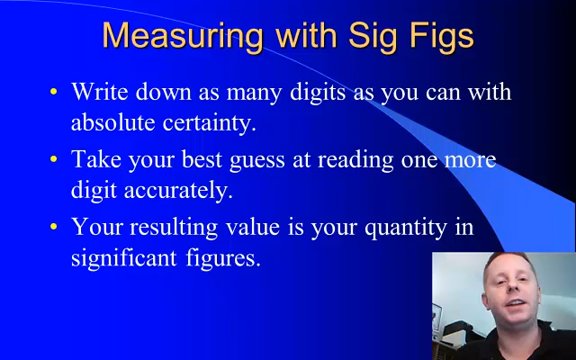 Measuring with Sig Figs
• Write down as many digits as you can with
absolute certainty.
• Take your best guess at reading one more
digit accurately.
• Your resulting value is your quantity in
significant figures.